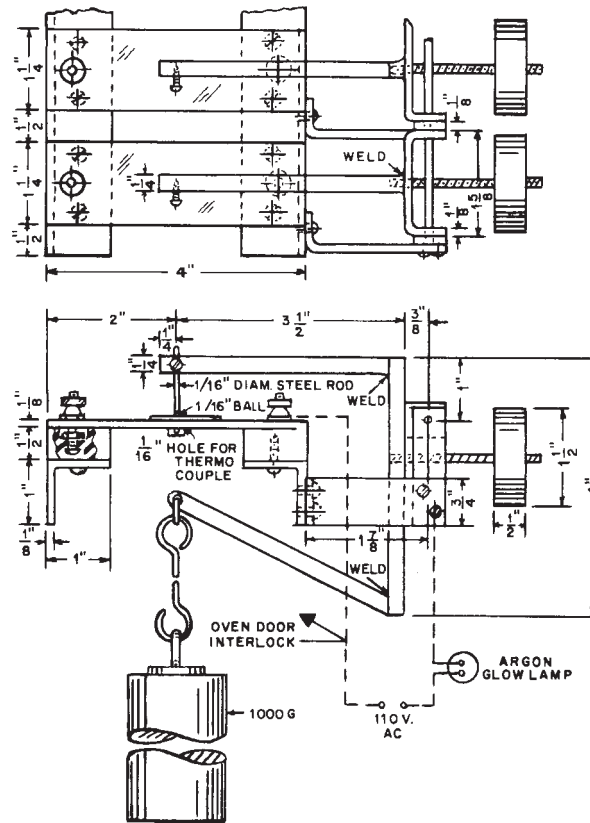 1 1/4"
1/2"
1 1/4"
1/2"
1/4"
WELD
1/8"
1/8"
1 5/8"
4"
2"
3 1/2"
3/8"
1/4"
1/4"
1/16" DIAM. STEEL ROD
1/16" BALL
WELD
1"
1/8"
1/2"
1"
1/16" HOLE FOR
THERMO
COUPLE
1 1/2"
3/4"
1 7/8"
1/2"
1/8"
1"
WELD
OVEN DOOR
INTERLOCK
ARGON
GLOW LAMP
1000 G
110 V.
AC